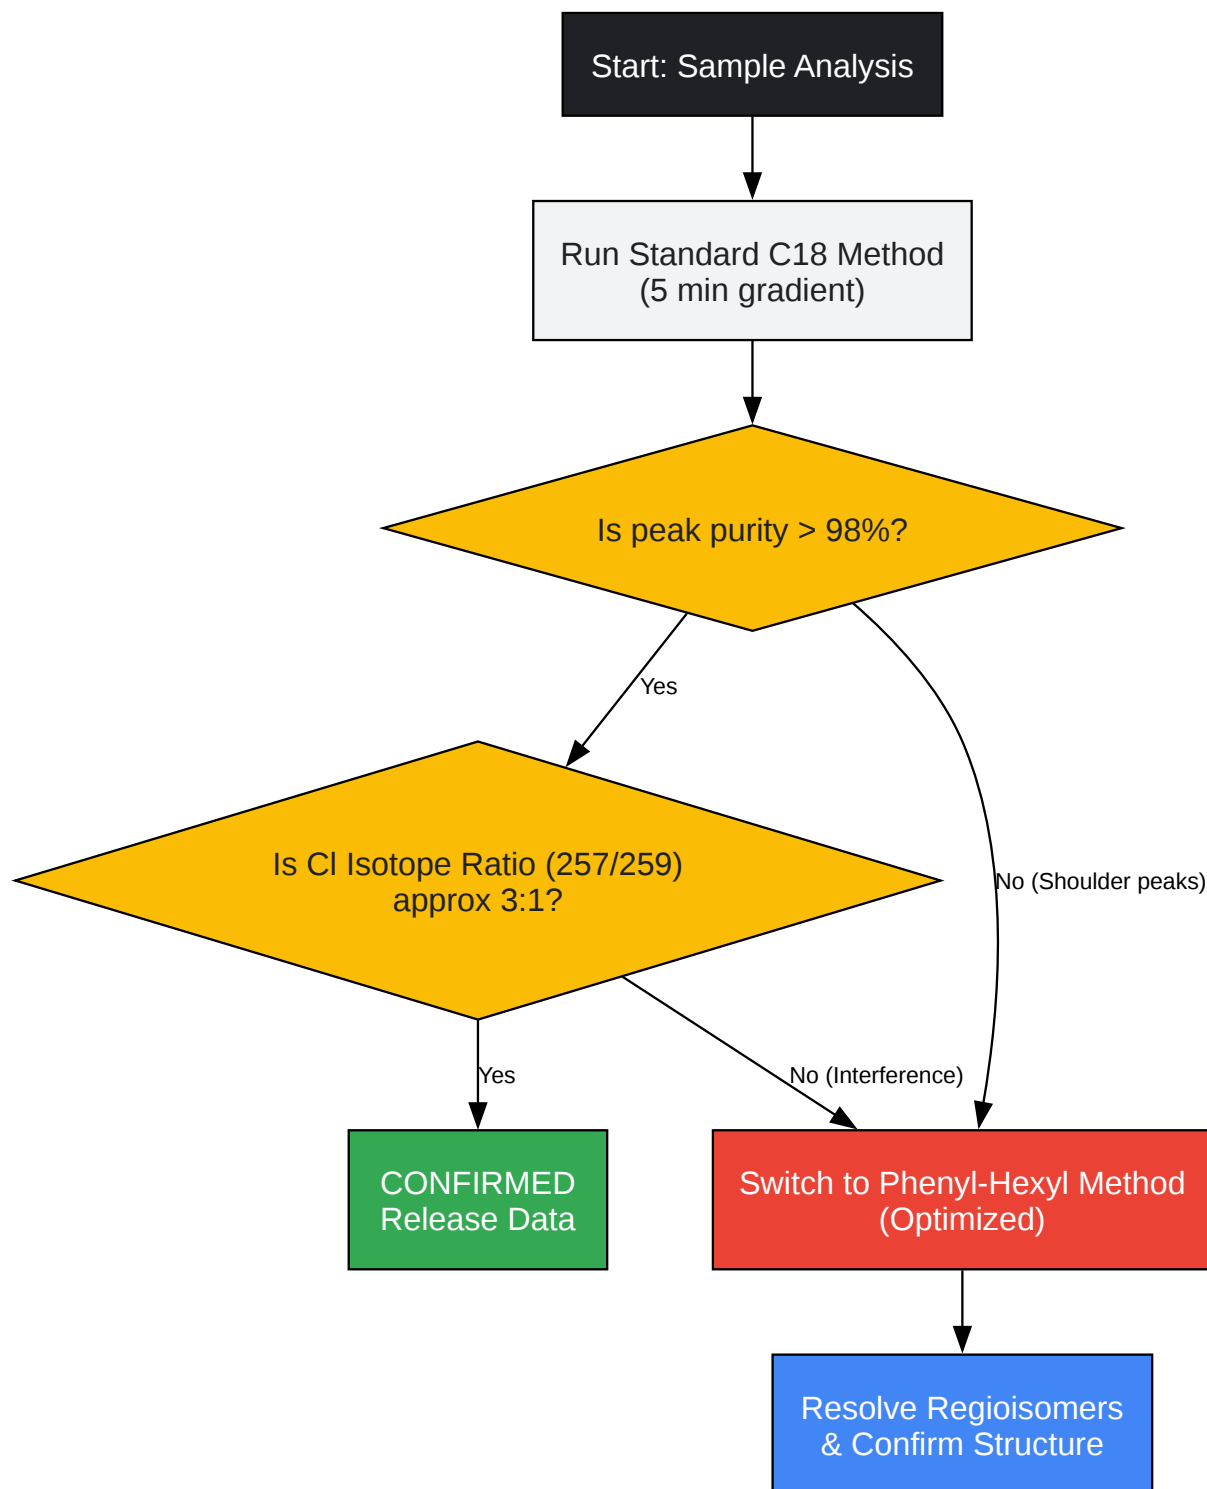 Start: Sample Analysis
Run Standard C18 Method
(5 min gradient)
Is peak purity > 98%?
Yes
Is Cl Isotope Ratio (257/259)
approx 3:1?
No (Shoulder peaks)
Yes
No (Interference)
CONFIRMED
Release Data
Switch to Phenyl-Hexyl Method
(Optimized)
Resolve Regioisomers
& Confirm Structure